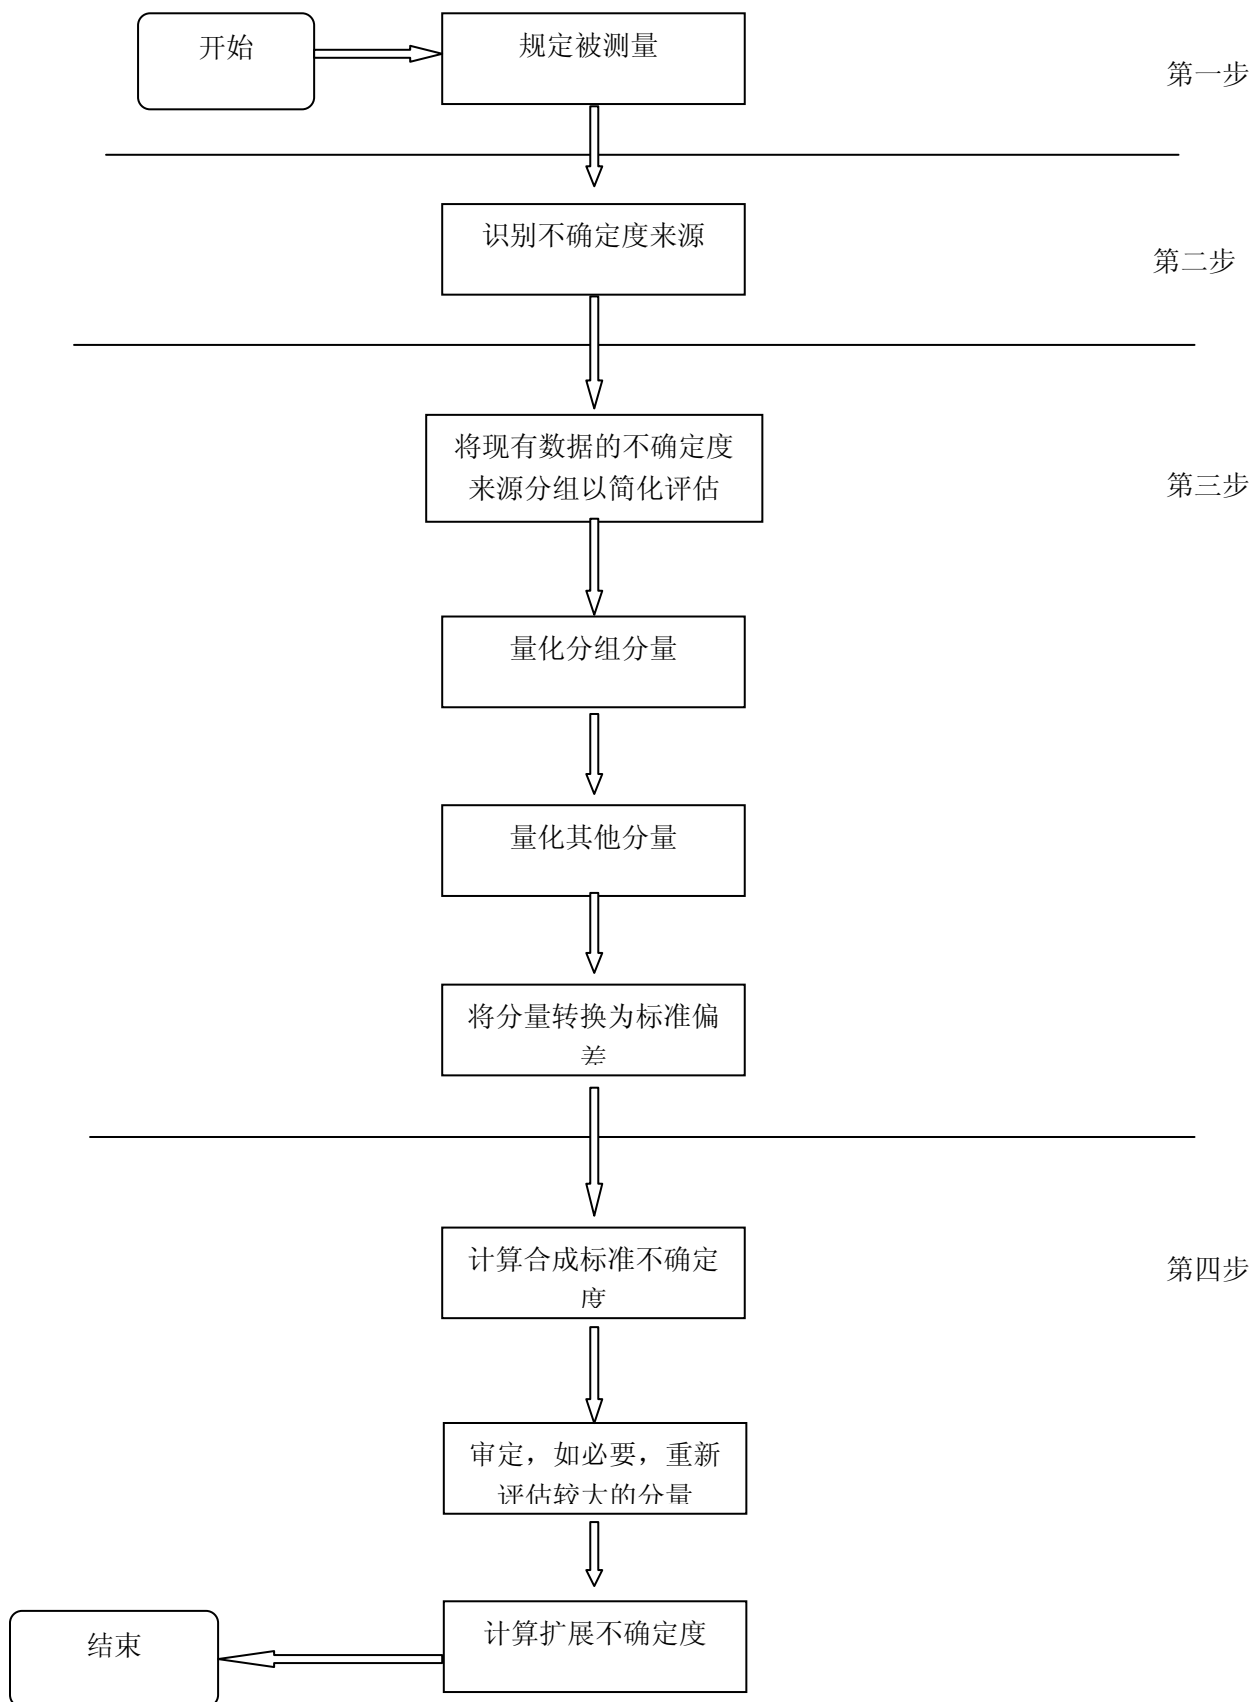 开始
规定被测量
第一步
识别不确定度来源
第二步
将现有数据的不确定度
来源分组以简化评估
第三步
量化分组分量
量化其他分量
将分量转换为标准偏
差
计算合成标准不确定
度
第四步
审定，如必要，重新
评估较大的分量
计算扩展不确定度
结束